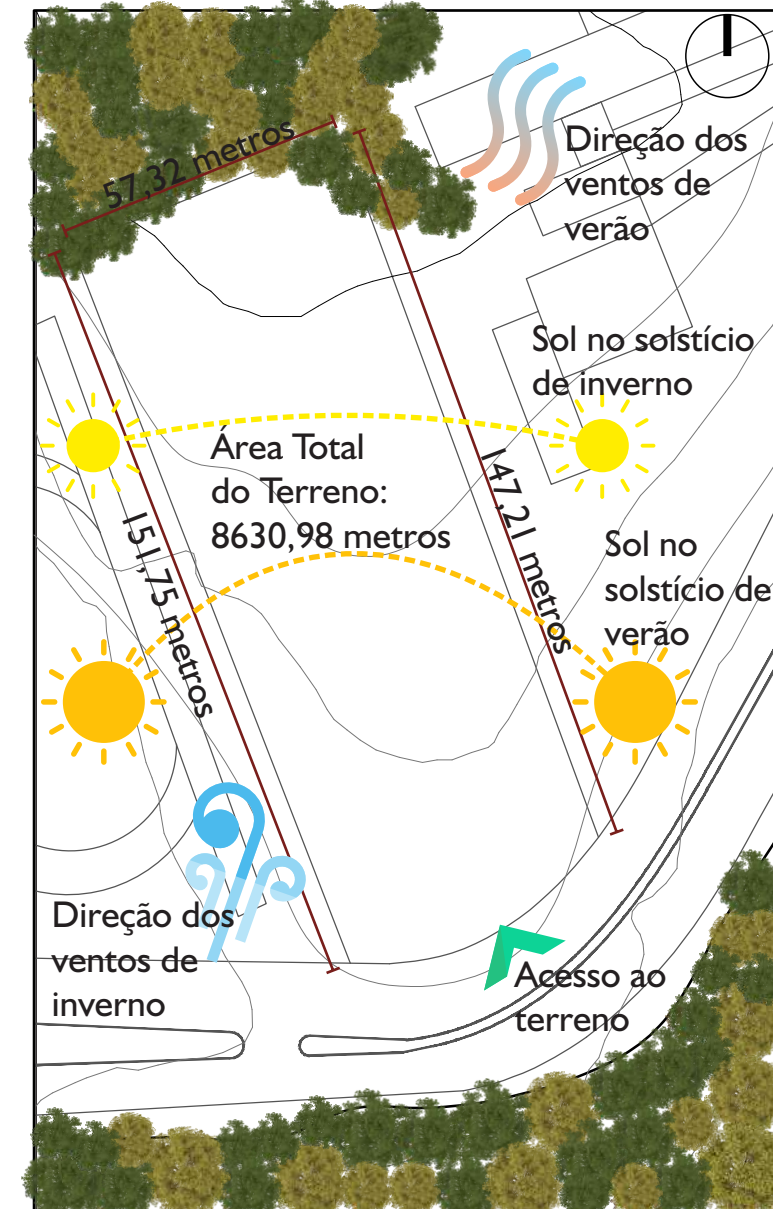 57,32 metros
Direção dos
ventos de
verão
Sol no solstício
de inverno
Área Total
do Terreno:
8630,98 metros
147,21 metros
151,75 metros
Sol no
solstício de
verão
Direção dos
ventos de
inverno
Acesso ao
terreno